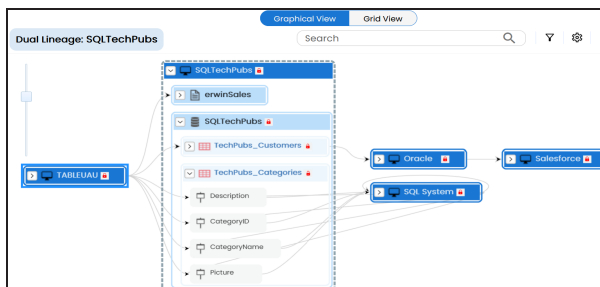 Graphical View Grid View
Dual Lineage: SQLTechPubs
Search
SQLTechPubs
erwinSales
SQLTechPubs
TechPubs_Customers
TechPubs_Categories
Description
CategoryID
CategoryName
Picture
TABLEUAU
Oracle
Salesforce
SQL System